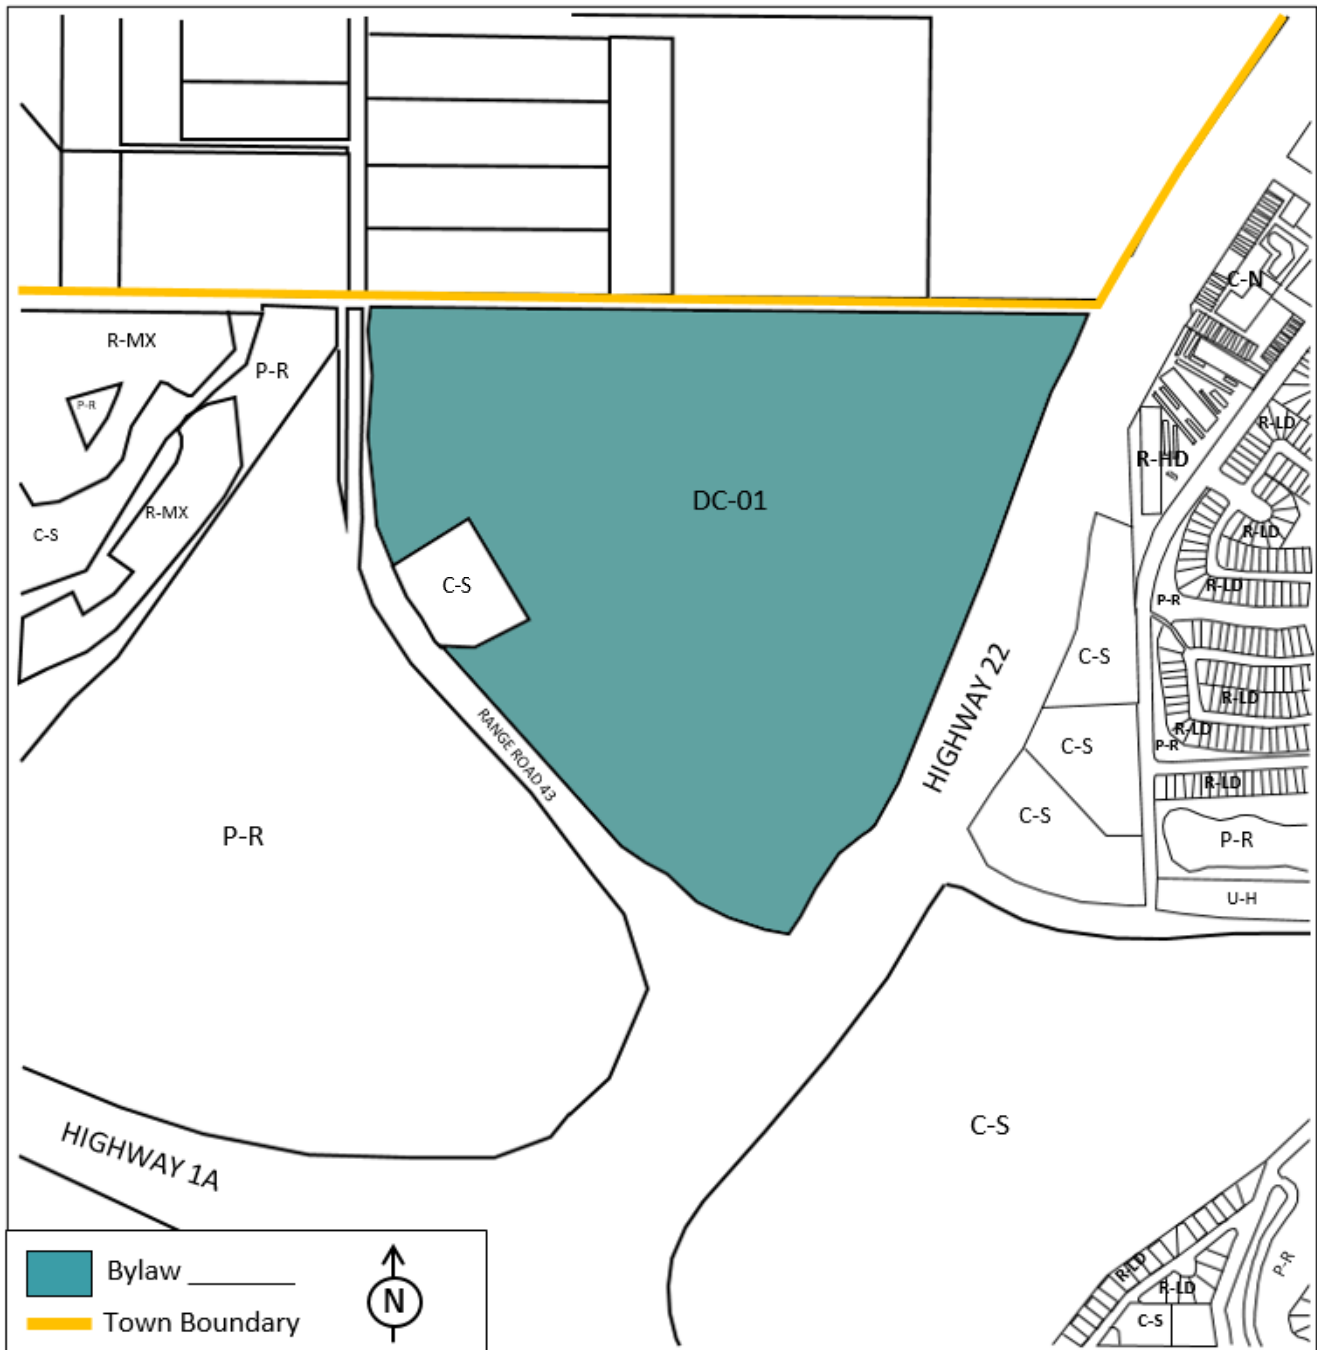 C-N
R-MX
P-R
P-R
R-LD
R-HD
DC-01
R-MX
C-S
R-LD
C-S
R-LD
P-R
C-S
HIGHWAY 22
R-LD
RANGE ROAD 43
R-LD
P-R
C-S
R-LD
C-S
P-R
P-R
U-H
C-S
HIGHWAY 1A
P-R
R-LD
R-LD
C-S
Bylaw __________
N
Town Boundary